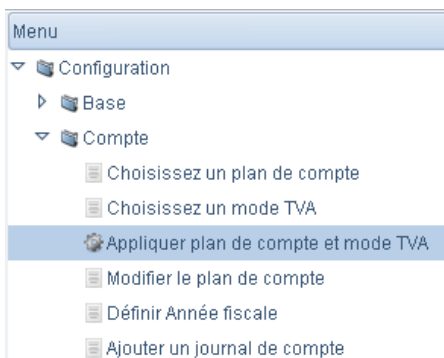 Menu
Configuration
Base
Compte
Choisissez un plan de compte
Choisissez un mode TVA
Appliquer plan de compte et mode TVA
Modifier le plan de compte
Définir Année fiscale
Ajouter un journal de compte